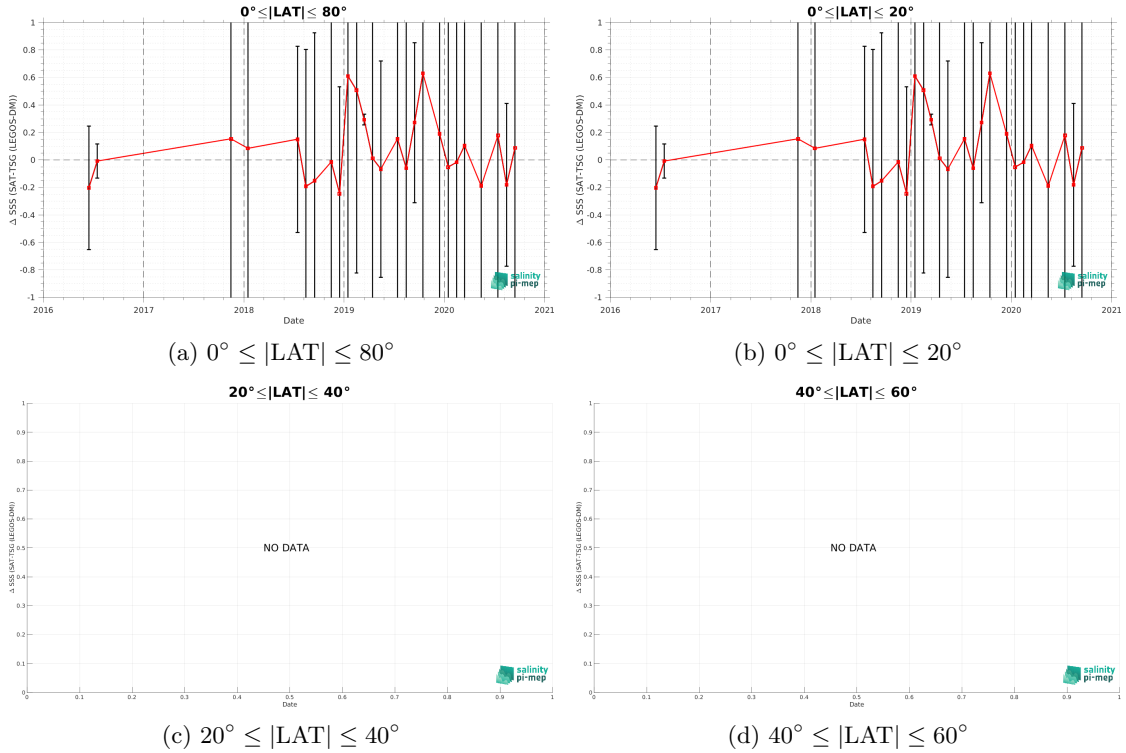 0°≤|LAT|≤ 80°
Δ SSS (SAT-TSG (LEGOS-DM))
1
0.8
0.6
0.4
0.2
0
-0.2
-0.4
-0.6
-0.8
-1
2016 2017 2018 2019 2020 2021
Date
salinity
pi-mep
(a) 0° ≤ |LAT| ≤ 80°
0°≤|LAT|≤ 20°
Δ SSS (SAT-TSG (LEGOS-DM))
1
0.8
0.6
0.4
0.2
0
-0.2
-0.4
-0.6
-0.8
-1
2016 2017 2018 2019 2020 2021
Date
salinity
pi-mep
(b) 0° ≤ |LAT| ≤ 20°
20°≤|LAT|≤ 40°
Δ SSS (SAT-TSG (LEGOS-DM))
1
0.9
0.8
0.7
0.6
0.5
0.4
0.3
0.2
0.1
0
NO DATA
0 0.1 0.2 0.3 0.4 0.5 0.6 0.7 0.8 0.9 1
Date
salinity
pi-mep
(c) 20° ≤ |LAT| ≤ 40°
40°≤|LAT|≤ 60°
Δ SSS (SAT-TSG (LEGOS-DM))
1
0.9
0.8
0.7
0.6
0.5
0.4
0.3
0.2
0.1
0
NO DATA
0 0.1 0.2 0.3 0.4 0.5 0.6 0.7 0.8 0.9 1
Date
salinity
pi-mep
(d) 40° ≤ |LAT| ≤ 60°